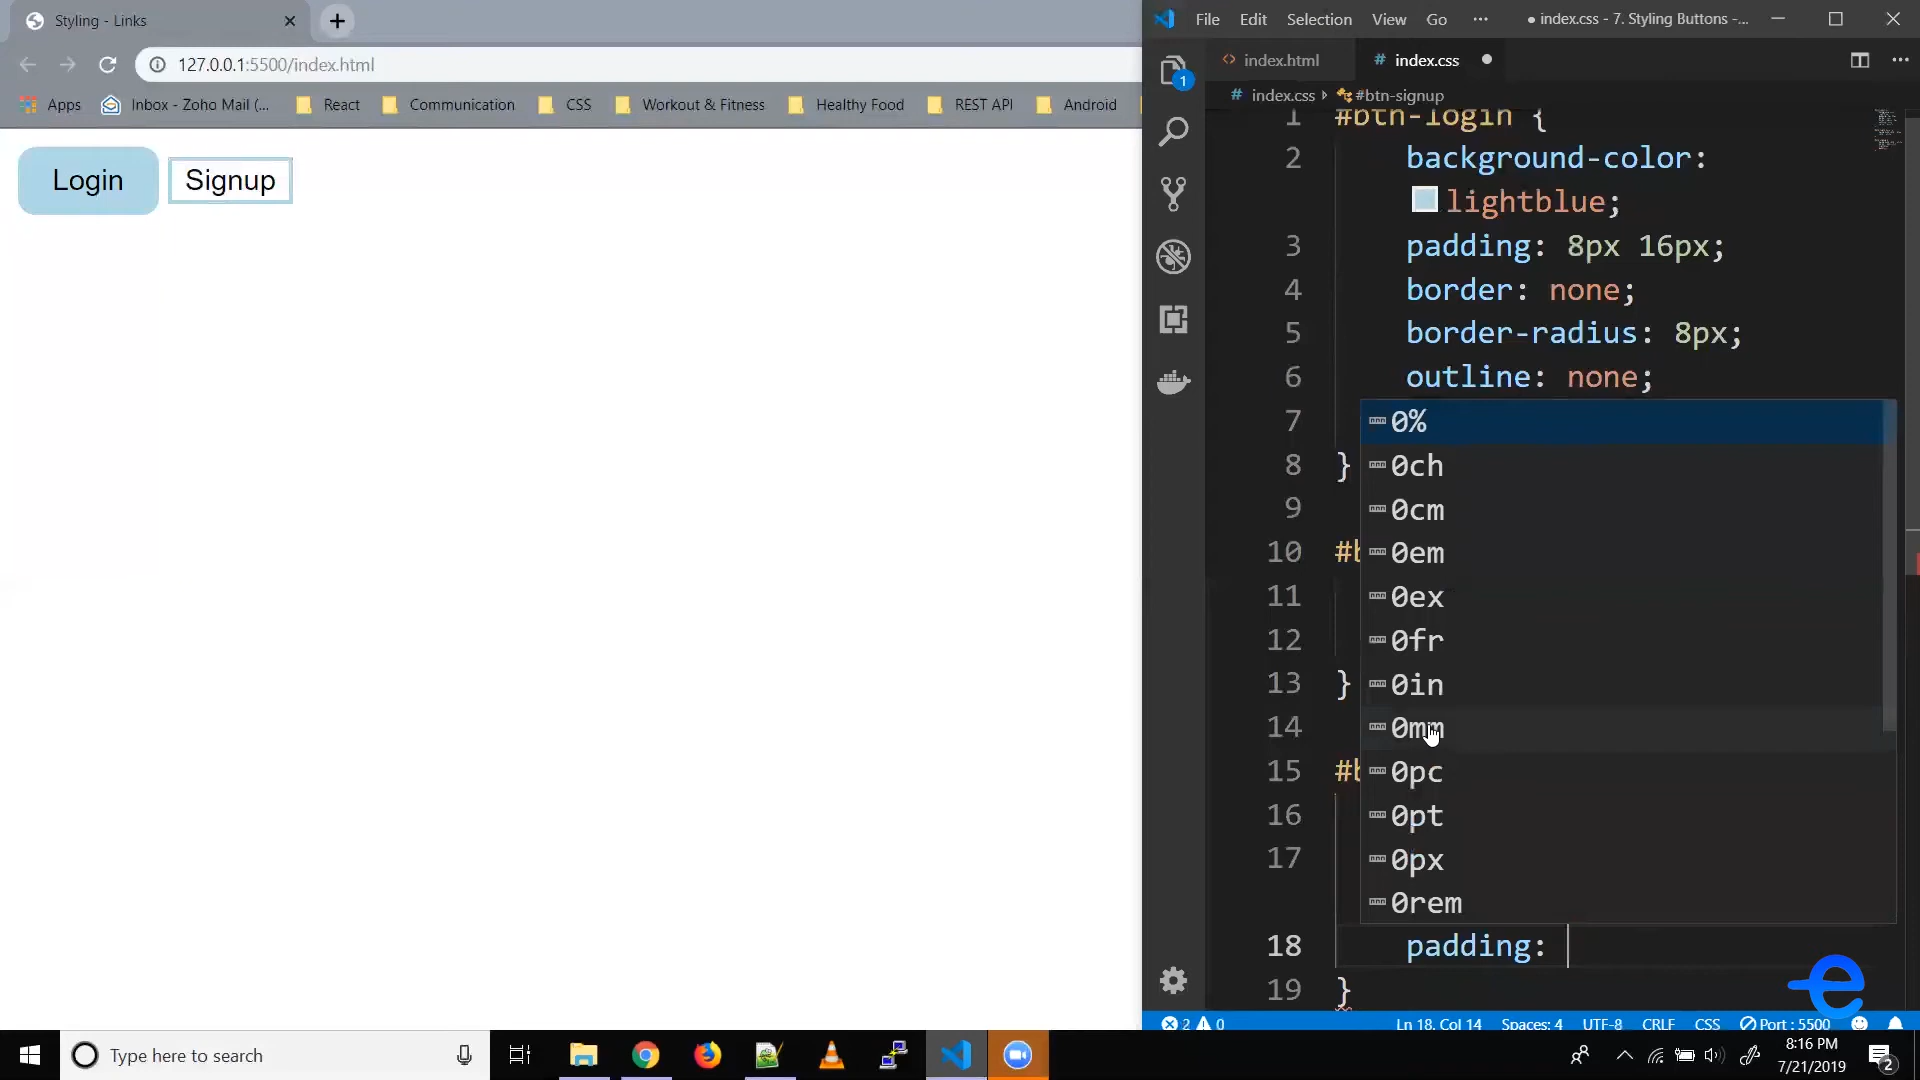 Styling - Links
127.0.0.1:5500/index.html
Apps Inbox - Zoho Mail (... React Communication CSS Workout & Fitness Healthy Food REST API Android
Login Signup
File Edit Selection View Go ··· ● index.css - 7. Styling Buttons -...
index.html # index.css ●
# index.css › #btn-signup
1 #btn-login {
2 background-color:
lightblue;
3 padding: 8px 16px;
4 border: none;
5 border-radius: 8px;
6 outline: none;
7 0%
8 } 0ch
9 0cm
10 #b 0em
11 0ex
12 0fr
13 } 0in
14 0mm
15 #b 0pc
16 0pt
17 0px
0rem
18 padding:
19 }
2 0 Ln 18, Col 14 Spaces: 4 UTF-8 CRLF CSS Port : 5500
Type here to search
8:16 PM
7/21/2019
2
1
e